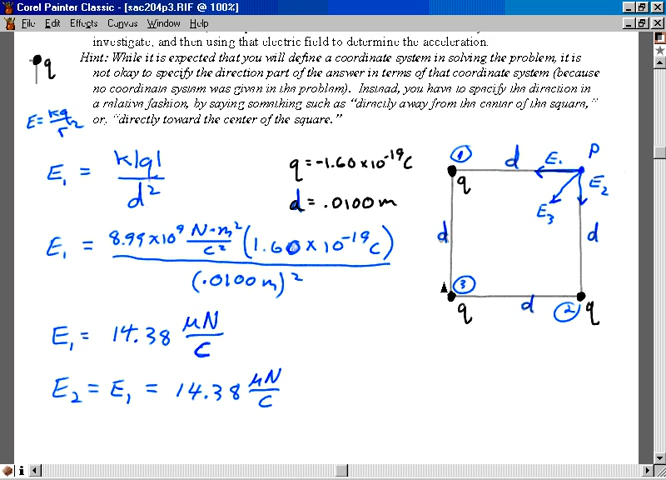 Corel Painter Classic - [sac204p3.RIF @ 100%]
File Edit Effects Canvas Window Help
investigate, and then using that electric field to determine the acceleration.
Hint: While it is expected that you will define a coordinate system in solving the problem, it is
not okay to specify the direction part of the answer in terms of that coordinate system (because
no coordinate system was given in the problem). Instead, you have to specify the direction in
a relative fashion, by saying something such as “directly away from the center of the square,”
or, “directly toward the center of the square.”
q
E = kq/r²
E₁ = k|q|/d²
q = -1.60 x 10⁻¹⁹ C
d = .0100 m
E₁ = 8.99 x 10⁹ N·m²/C² (1.60 x 10⁻¹⁹ C)
(.0100 m)²
E₁ = 14.38 μN/C
E₂ = E₁ = 14.38 μN/C
① d E₁ P
q E₂
E₃
d d
③
q d ② q